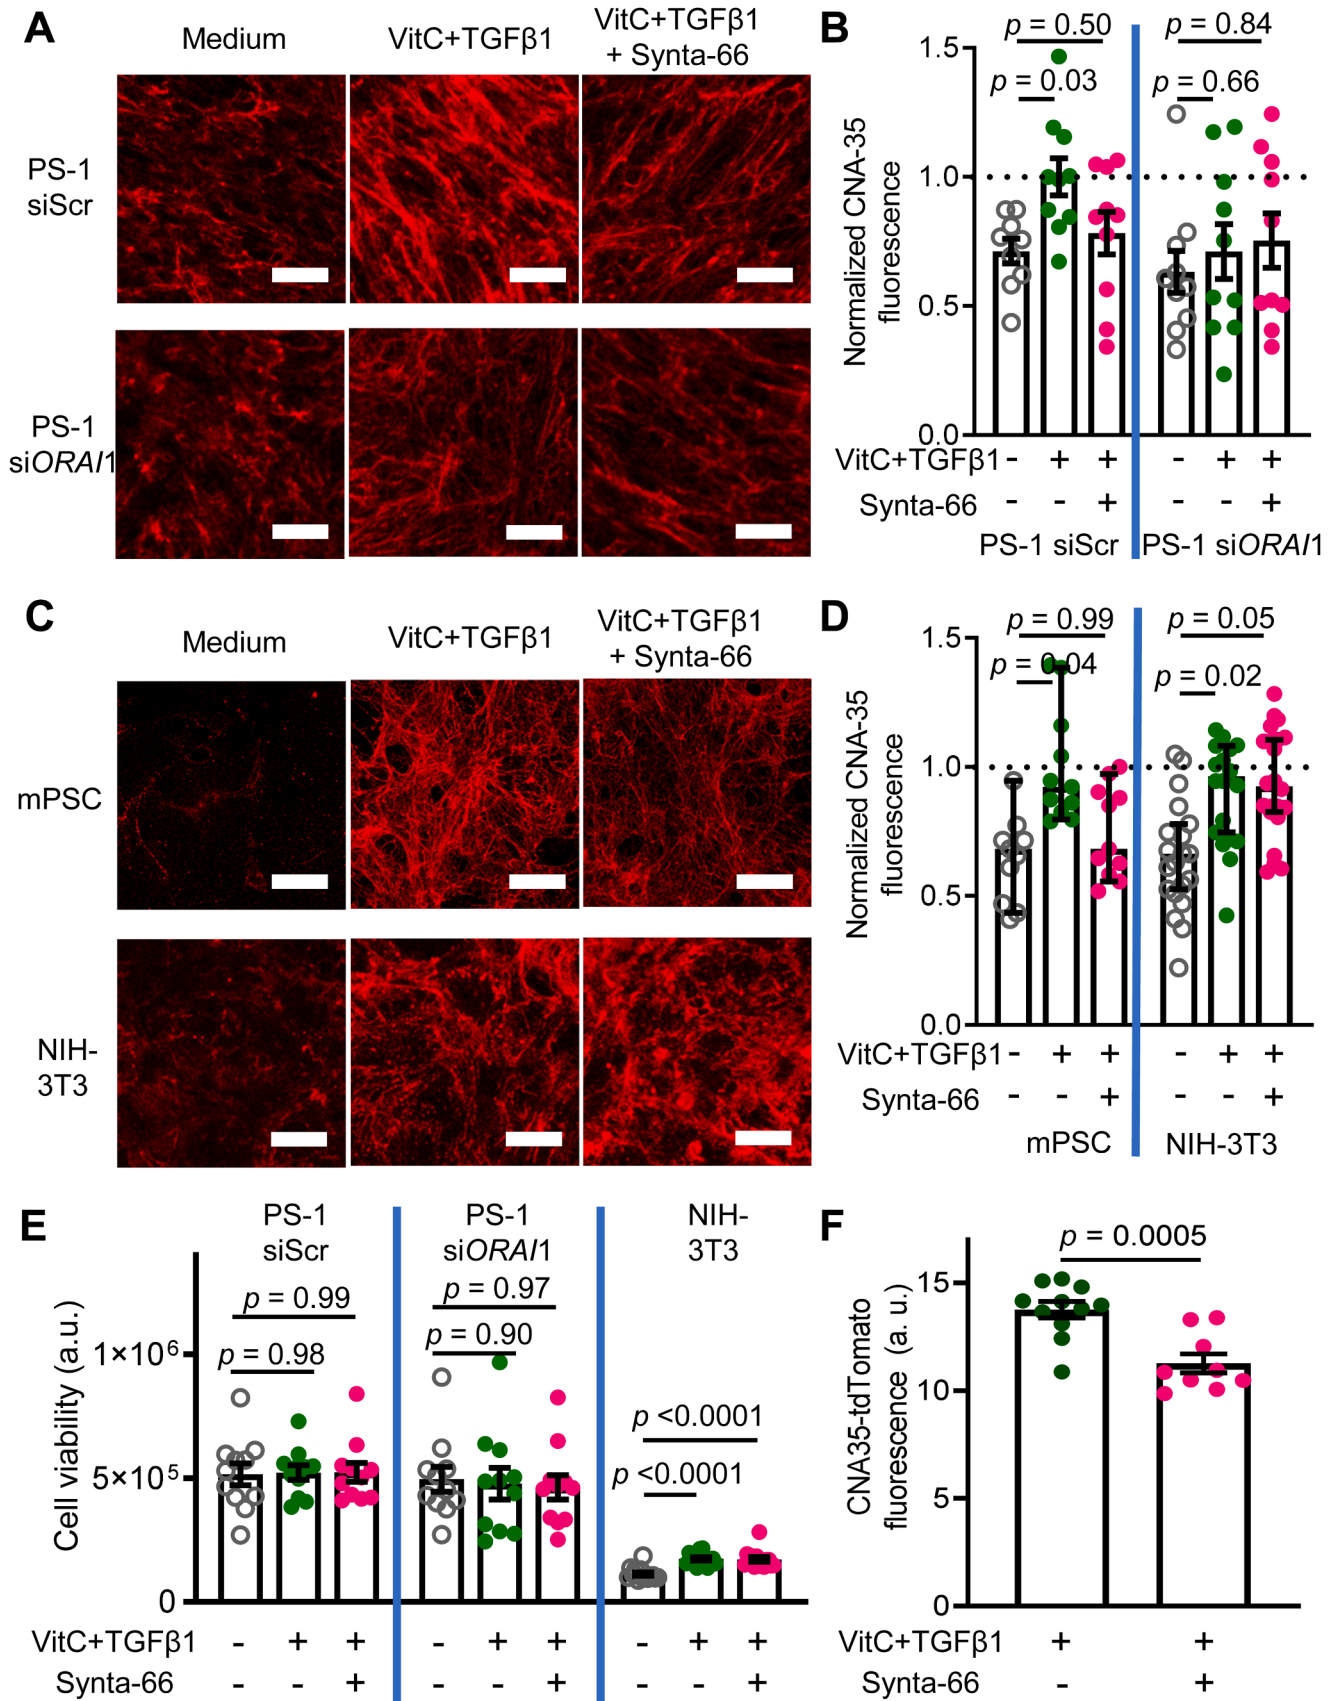 A
Medium
VitC+TGFβ1
VitC+TGFβ1
+ Synta-66
PS-1
siScr
PS-1
siORAI1
B
p = 0.50
p = 0.84
p = 0.03
p = 0.66
1.5
1.0
0.5
0.0
Normalized CNA-35
fluorescence
VitC+TGFβ1 - + + - + +
Synta-66 - - + - - +
PS-1 siScr
PS-1 siORAI1
C
Medium
VitC+TGFβ1
VitC+TGFβ1
+ Synta-66
mPSC
NIH-
3T3
D
p = 0.99
p = 0.05
p = 0.04
p = 0.02
1.5
1.0
0.5
0.0
Normalized CNA-35
fluorescence
VitC+TGFβ1 - + + - + +
Synta-66 - - + - - +
mPSC
NIH-3T3
E
PS-1
siScr
PS-1
siORAI1
NIH-
3T3
p = 0.99
p = 0.97
p = 0.98
p = 0.90
p <0.0001
p <0.0001
1×10⁶
5×10⁵
0
Cell viability (a.u.)
VitC+TGFβ1 - + + - + + - + +
Synta-66 - - + - - + - - +
F
p = 0.0005
15
10
5
0
CNA35-tdTomato
fluorescence (a. u.)
VitC+TGFβ1 + +
Synta-66 - +